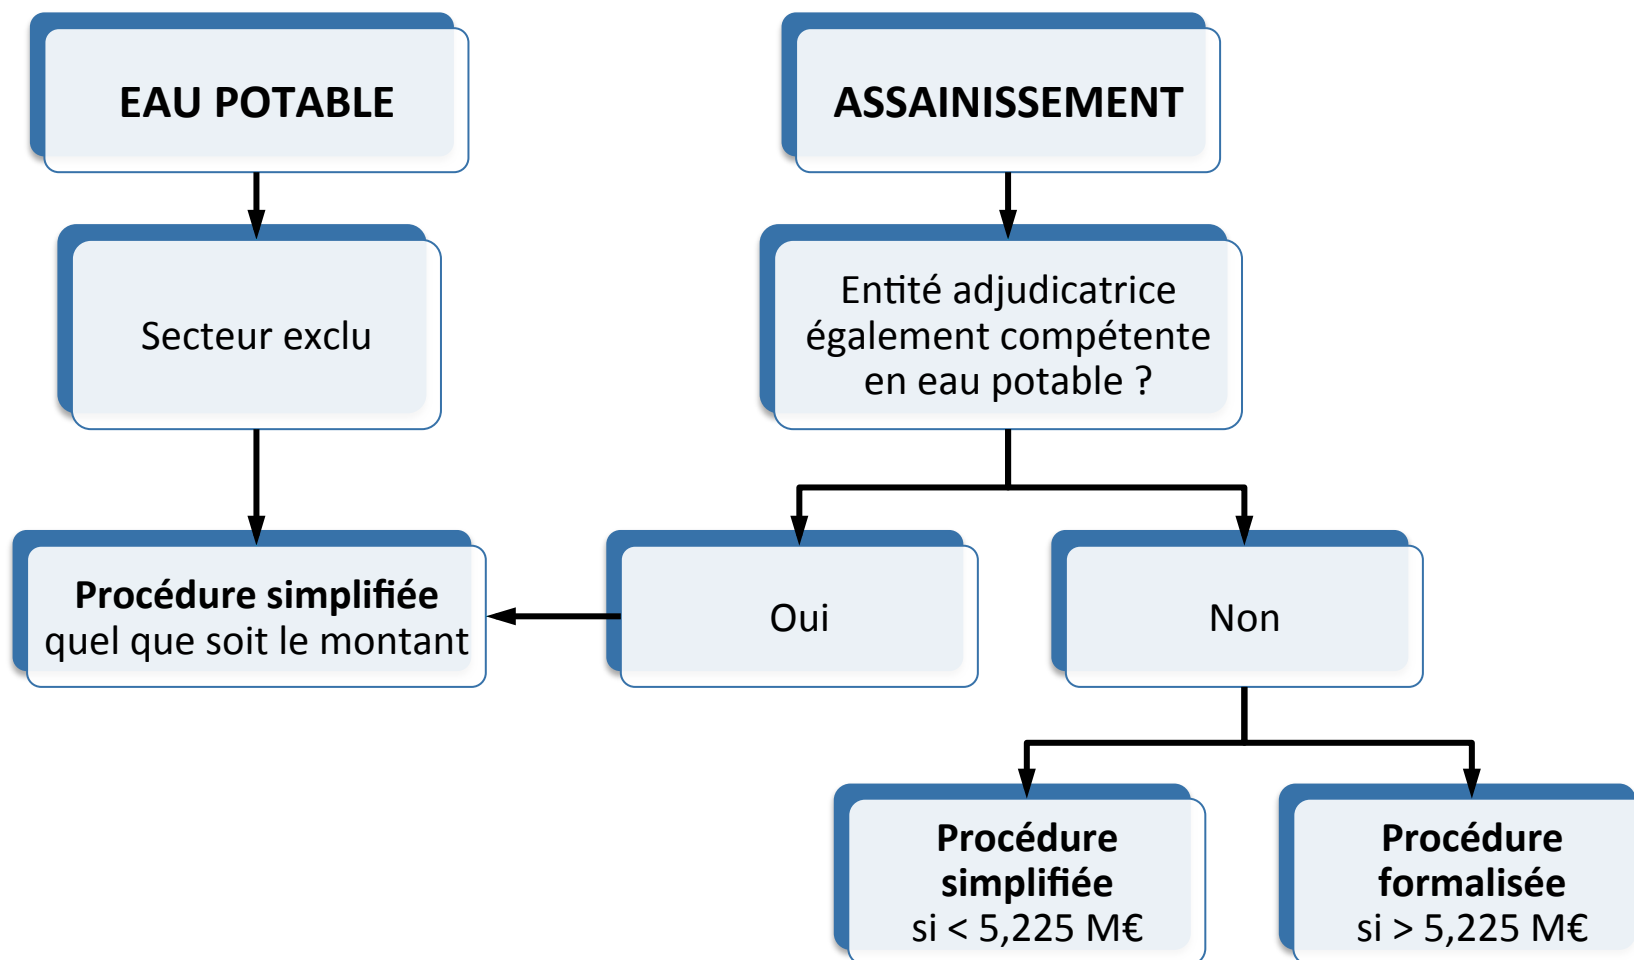 EAU POTABLE
ASSAINISSEMENT
Secteur exclu
Entité adjudicatrice
également compétente
en eau potable ?
Procédure simplifiée
quel que soit le montant
Oui
Non
Procédure
simplifiée
si < 5,225 M€
Procédure
formalisée
si > 5,225 M€